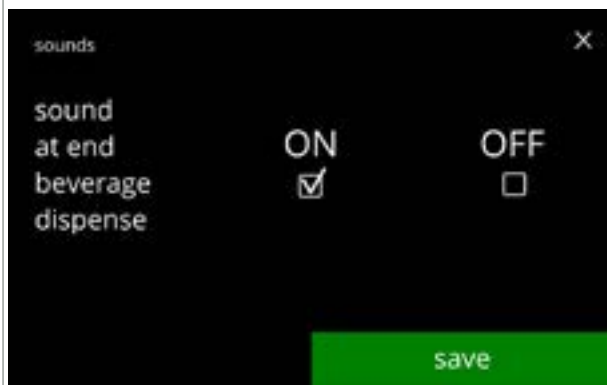 sounds
sound
at end
beverage
dispense
ON
OFF
save